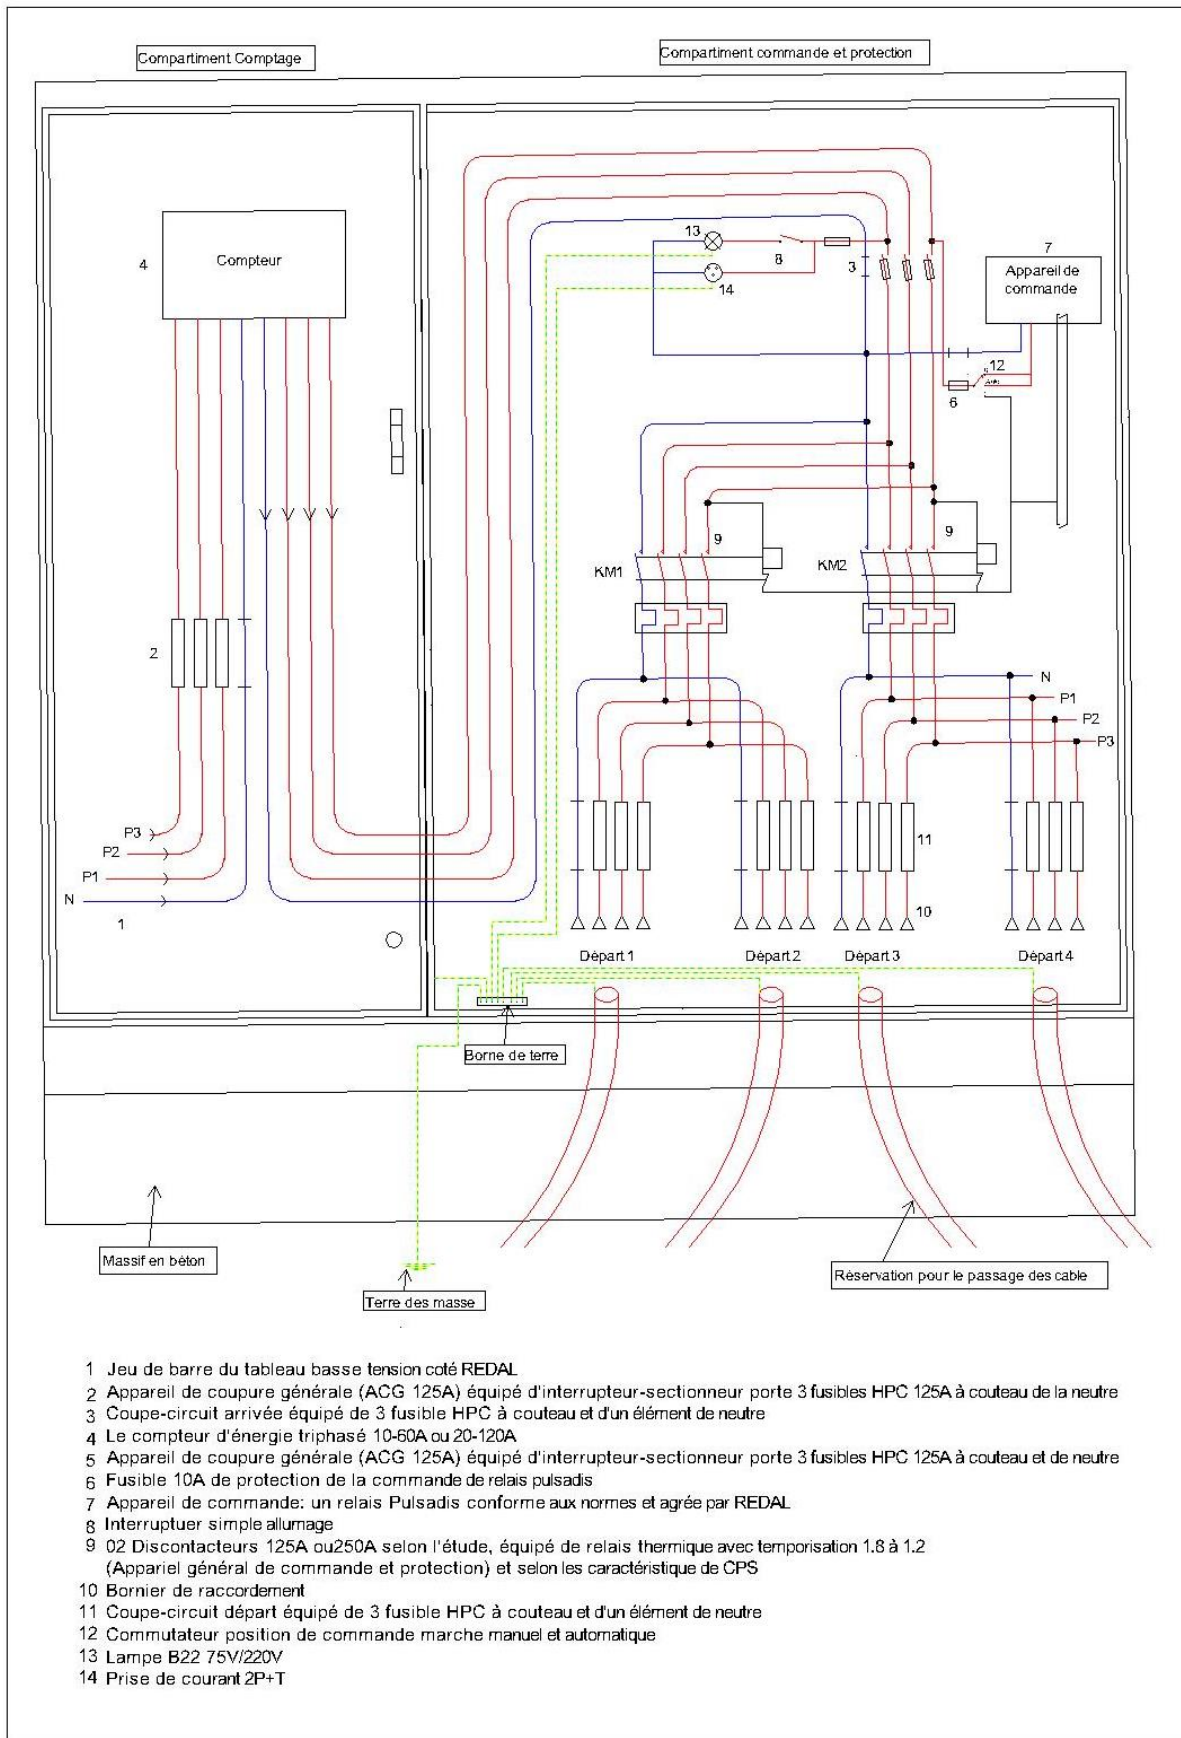 Compartiment Comptage
Compartiment commande et protection
4
Compteur
13
8
3
14
7
Appareil de
commande
12
6
9
9
KM1
KM2
2
N
P1
P2
P3
P3
P2
P1
N
1
11
10
Départ 1
Départ 2
Départ 3
Départ 4
Borne de terre
Massif en béton
Terre des masse
Réservation pour le passage des cable
1 Jeu de barre du tableau basse tension coté REDAL
2 Appareil de coupure générale (ACG 125A) équipé d'interrupteur-sectionneur porte 3 fusibles HPC 125A à couteau de la neutre
3 Coupe-circuit arrivée équipé de 3 fusible HPC à couteau et d'un élément de neutre
4 Le compteur d'énergie triphasé 10-60A ou 20-120A
5 Appareil de coupure générale (ACG 125A) équipé d'interrupteur-sectionneur porte 3 fusibles HPC 125A à couteau et de neutre
6 Fusible 10A de protection de la commande de relais pulsadis
7 Appareil de commande: un relais Pulsadis conforme aux normes et agrée par REDAL
8 Interruptuer simple allumage
9 02 Discontacteurs 125A ou250A selon l'étude, équipé de relais thermique avec temporisation 1.8 à 1.2
(Appariel général de commande et protection) et selon les caractéristique de CPS
10 Bornier de raccordement
11 Coupe-circuit départ équipé de 3 fusible HPC à couteau et d'un élément de neutre
12 Commutateur position de commande marche manuel et automatique
13 Lampe B22 75V/220V
14 Prise de courant 2P+T